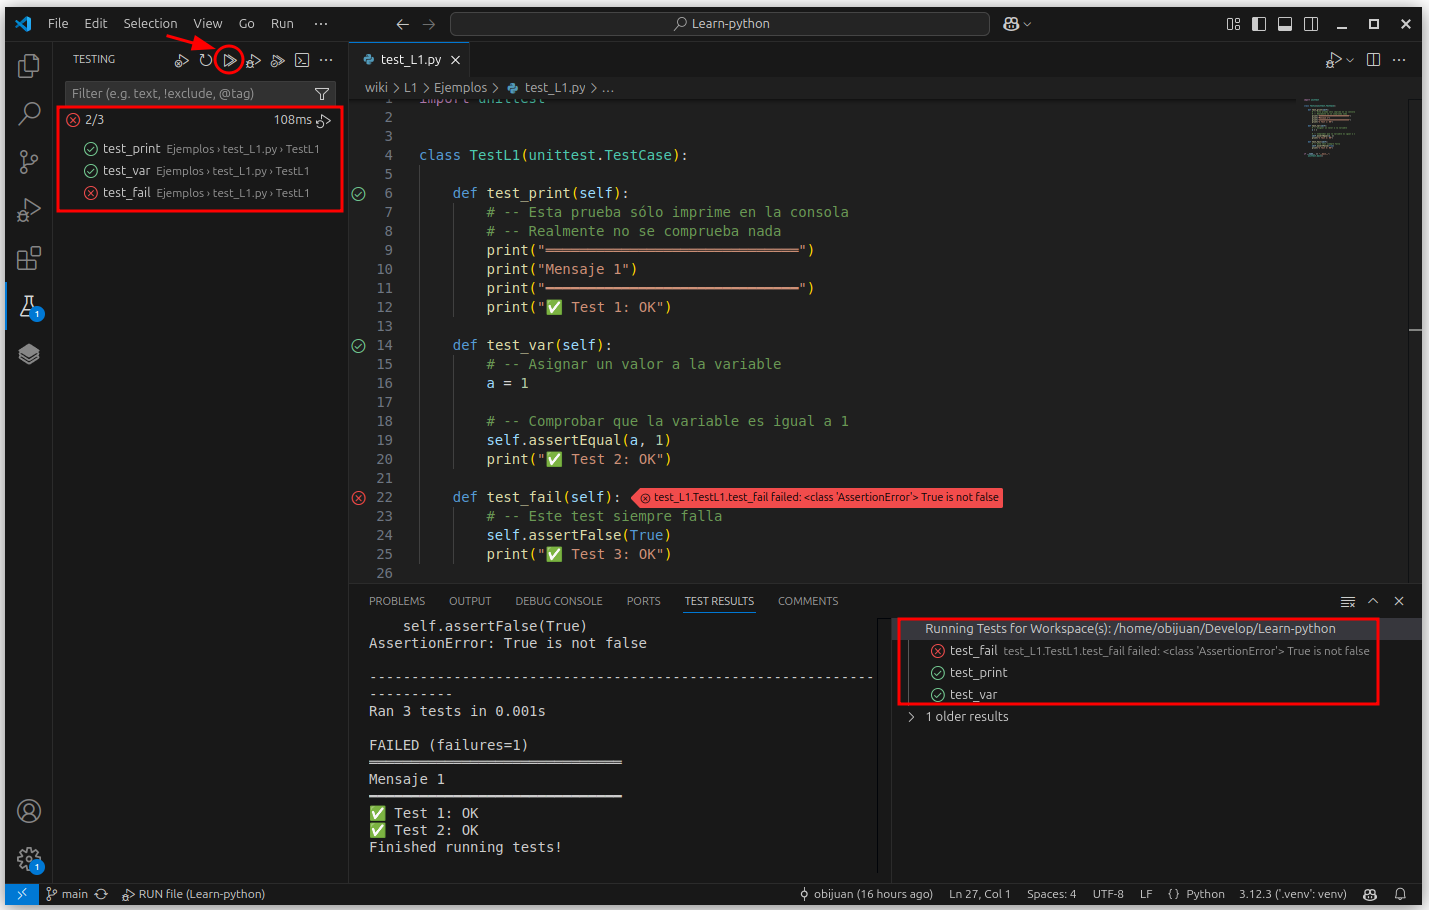 File Edit Selection View Go Run ···
Learn-python
TESTING
Filter (e.g. text, !exclude, @tag)
2/3 108ms
test_print Ejemplos › test_L1.py › TestL1
test_var Ejemplos › test_L1.py › TestL1
test_fail Ejemplos › test_L1.py › TestL1
test_L1.py
wiki > L1 > Ejemplos > test_L1.py > ...
1 import unittest
2
3
4 class TestL1(unittest.TestCase):
5
6 def test_print(self):
7 # -- Esta prueba sólo imprime en la consola
8 # -- Realmente no se comprueba nada
9 print("══════════════════════════════")
10 print("Mensaje 1")
11 print("━━━━━━━━━━━━━━━━━━━━━━━━━━━━━━")
12 print("✅ Test 1: OK")
13
14 def test_var(self):
15 # -- Asignar un valor a la variable
16 a = 1
17
18 # -- Comprobar que la variable es igual a 1
19 self.assertEqual(a, 1)
20 print("✅ Test 2: OK")
21
22 def test_fail(self): test_L1.TestL1.test_fail failed: <class 'AssertionError'> True is not false
23 # -- Este test siempre falla
24 self.assertFalse(True)
25 print("✅ Test 3: OK")
26
PROBLEMS OUTPUT DEBUG CONSOLE PORTS TEST RESULTS COMMENTS
self.assertFalse(True)
AssertionError: True is not false
------------------------------------------------------------
----------
Ran 3 tests in 0.001s
FAILED (failures=1)
══════════════════════════════
Mensaje 1
━━━━━━━━━━━━━━━━━━━━━━━━━━━━━━
✅ Test 1: OK
✅ Test 2: OK
Finished running tests!
Running Tests for Workspace(s): /home/obijuan/Develop/Learn-python
test_fail test_L1.TestL1.test_fail failed: <class 'AssertionError'> True is not false
test_print
test_var
1 older results
1
1
main RUN file (Learn-python) obijuan (16 hours ago) Ln 27, Col 1 Spaces: 4 UTF-8 LF {} Python 3.12.3 ('.venv': venv)